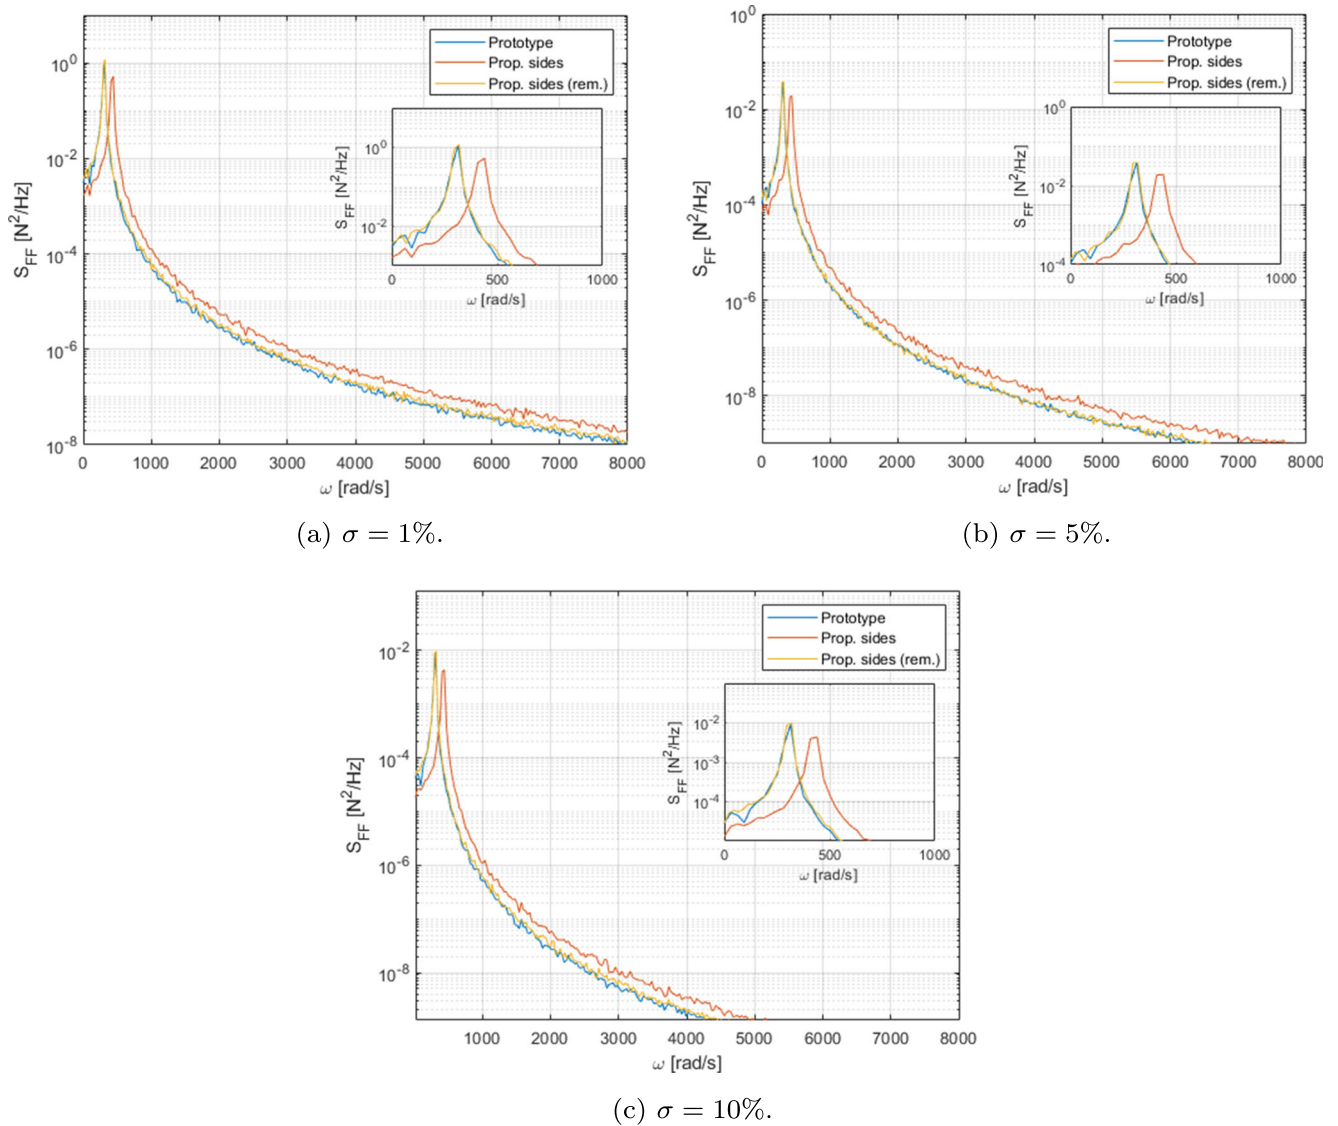 Prototype
Prop. sides
Prop. sides (rem.)
S_FF [N^2/Hz]
10^0
10^-2
10^-4
10^-6
10^-8
0 1000 2000 3000 4000 5000 6000 7000 8000
ω [rad/s]
S_FF [N^2/Hz]
10^0
10^-2
0 500 1000
ω [rad/s]
(a) σ = 1%.
Prototype
Prop. sides
Prop. sides (rem.)
S_FF [N^2/Hz]
10^0
10^-2
10^-4
10^-6
10^-8
0 1000 2000 3000 4000 5000 6000 7000 8000
ω [rad/s]
S_FF [N^2/Hz]
10^0
10^-2
10^-4
0 500 1000
ω [rad/s]
(b) σ = 5%.
Prototype
Prop. sides
Prop. sides (rem.)
S_FF [N^2/Hz]
10^-2
10^-4
10^-6
10^-8
1000 2000 3000 4000 5000 6000 7000 8000
ω [rad/s]
S_FF [N^2/Hz]
10^-2
10^-3
10^-4
0 500 1000
ω [rad/s]
(c) σ = 10%.